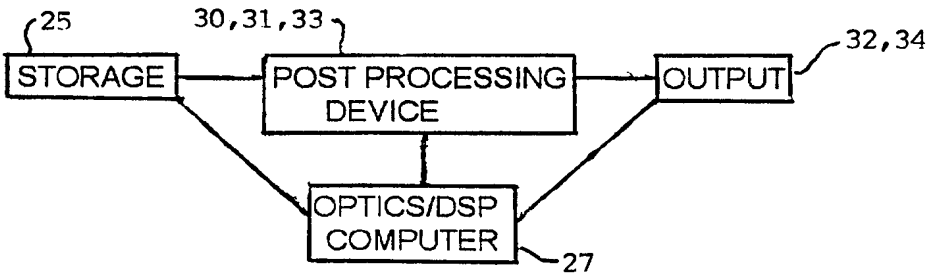 25
30,31,33
32,34
STORAGE
POST PROCESSING
DEVICE
OUTPUT
OPTICS/DSP
COMPUTER
27